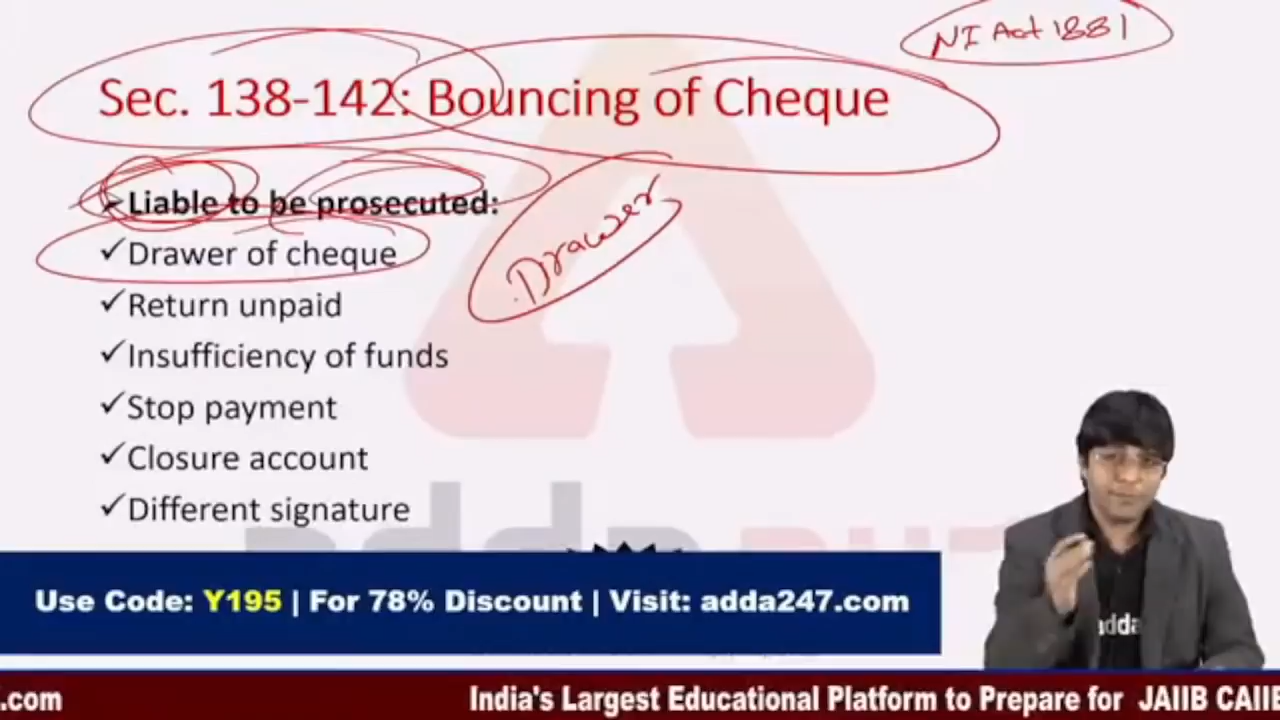 NI Act 1881
Sec. 138-142: Bouncing of Cheque
Liable to be prosecuted:
Drawer of cheque
Drawer
Return unpaid
Insufficiency of funds
Stop payment
Closure account
Different signature
adda
Use Code: Y195 | For 78% Discount | Visit: adda247.com
adda
.com
India's Largest Educational Platform to Prepare for JAIIB CAIIB